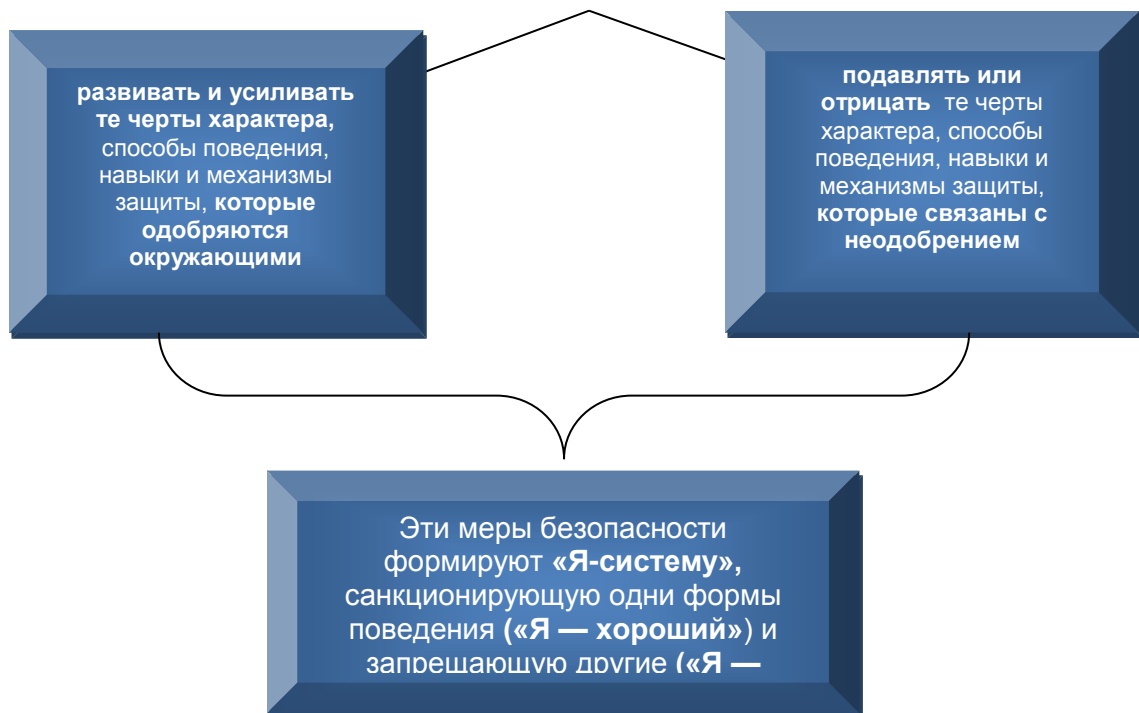 развивать и усиливать
те черты характера,
способы поведения,
навыки и механизмы
защиты, которые
одобряются
окружающими
подавлять или
отрицать те черты
характера, способы
поведения, навыки и
механизмы защиты,
которые связаны с
неодобрением
Эти меры безопасности
формируют «Я-систему»,
санкционирующую одни формы
поведения («Я — хороший») и
запрещающую другие («Я —